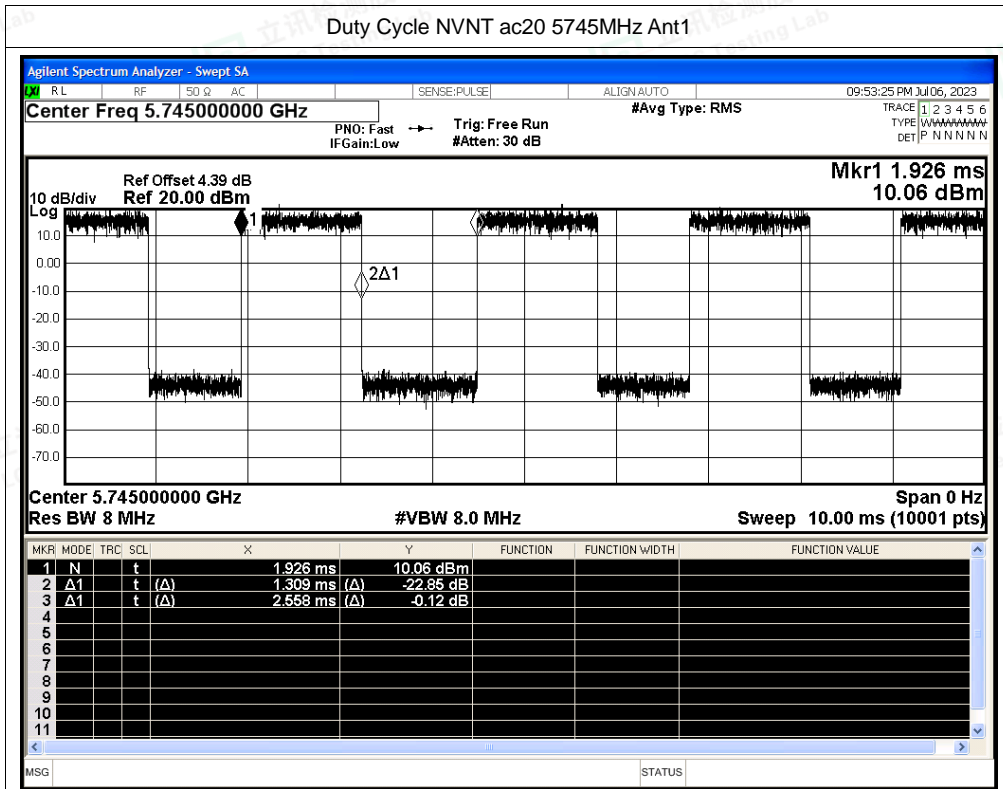 Duty Cycle NVNT ac20 5745MHz Ant1
Agilent Spectrum Analyzer - Swept SA
LXI RL RF 50 Ω AC SENSE:PULSE ALIGN AUTO 09:53:25 PM Jul 06, 2023
Center Freq 5.745000000 GHz #Avg Type: RMS TRACE 1 2 3 4 5 6
PNO: Fast Trig: Free Run TYPE
IFGain:Low #Atten: 30 dB DET P N N N N N
Mkr1 1.926 ms
Ref Offset 4.39 dB
10 dB/div Ref 20.00 dBm 10.06 dBm
Log
1
10.0
0.00
2Δ1
-10.0
-20.0
-30.0
-40.0
-50.0
-60.0
-70.0
Center 5.745000000 GHz Span 0 Hz
Res BW 8 MHz #VBW 8.0 MHz Sweep 10.00 ms (10001 pts)
MKR MODE TRC SCL X Y FUNCTION FUNCTION WIDTH FUNCTION VALUE
1 N t 1.926 ms 10.06 dBm
2 Δ1 t (Δ) 1.309 ms (Δ) -22.85 dB
3 Δ1 t (Δ) 2.558 ms (Δ) -0.12 dB
4
5
6
7
8
9
10
11
MSG STATUS